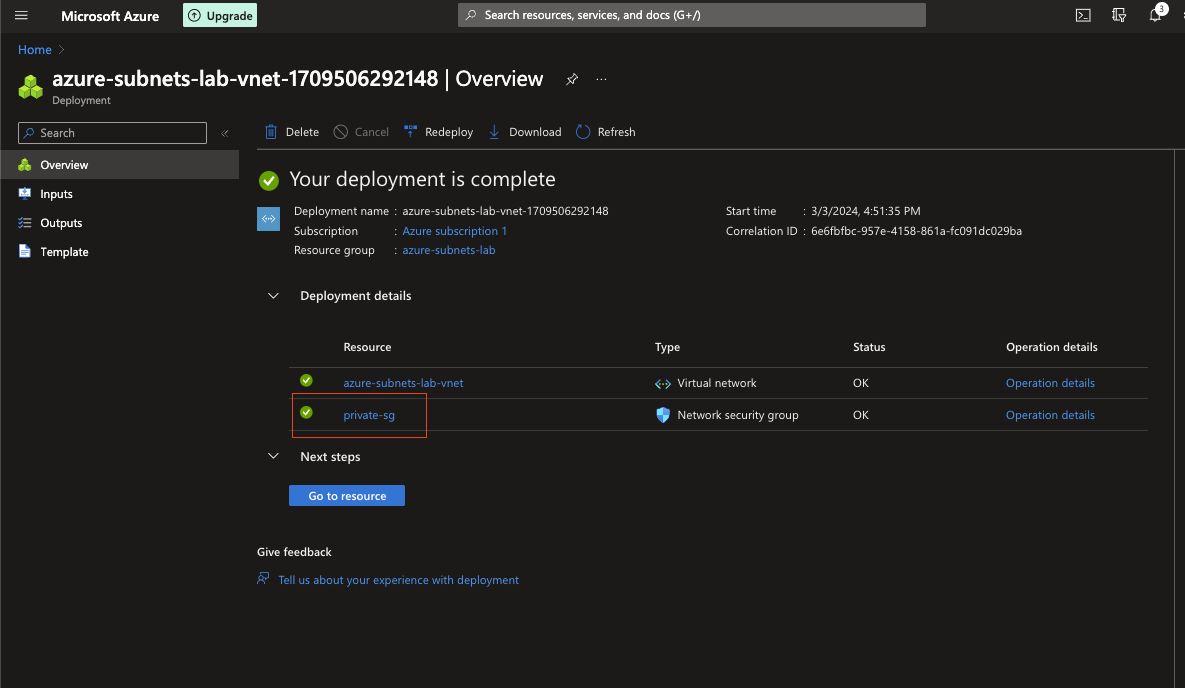 Microsoft Azure
Upgrade
Search resources, services, and docs (G+/)
3
Home
azure-subnets-lab-vnet-1709506292148 | Overview
...
Deployment
Search
«
Delete
Cancel
Redeploy
Download
Refresh
Overview
Inputs
Outputs
Template
Your deployment is complete
Deployment name : azure-subnets-lab-vnet-1709506292148
Subscription : Azure subscription 1
Resource group : azure-subnets-lab
Start time : 3/3/2024, 4:51:35 PM
Correlation ID : 6e6fbfbc-957e-4158-861a-fc091dc029ba
Deployment details
Resource Type Status Operation details
azure-subnets-lab-vnet Virtual network OK Operation details
private-sg Network security group OK Operation details
Next steps
Go to resource
Give feedback
Tell us about your experience with deployment